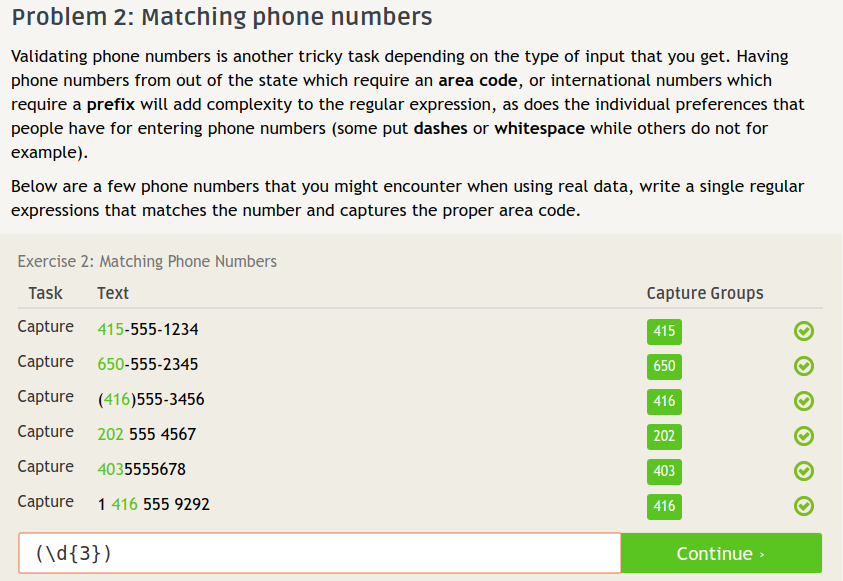 Problem 2: Matching phone numbers
Validating phone numbers is another tricky task depending on the type of input that you get. Having
phone numbers from out of the state which require an area code, or international numbers which
require a prefix will add complexity to the regular expression, as does the individual preferences that
people have for entering phone numbers (some put dashes or whitespace while others do not for
example).
Below are a few phone numbers that you might encounter when using real data, write a single regular
expressions that matches the number and captures the proper area code.
Exercise 2: Matching Phone Numbers
Task Text Capture Groups
Capture 415-555-1234 415
Capture 650-555-2345 650
Capture (416)555-3456 416
Capture 202 555 4567 202
Capture 4035555678 403
Capture 1 416 555 9292 416
(\d{3}) Continue ›